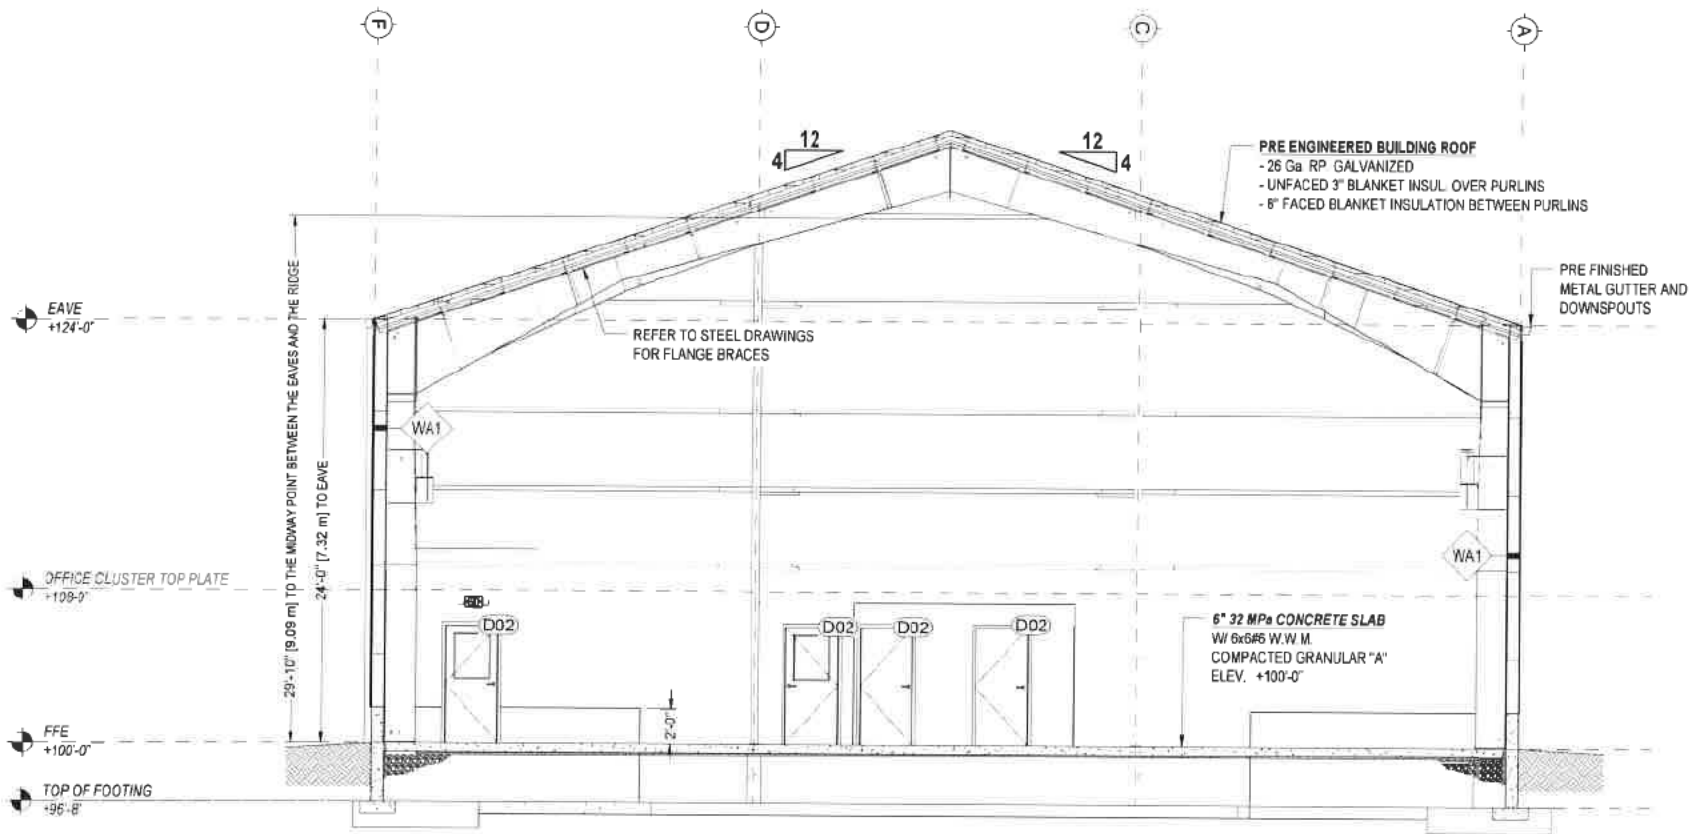 F
D
C
A
12
4
12
4
PRE ENGINEERED BUILDING ROOF
- 26 Ga RP GALVANIZED
- UNFACED 3" BLANKET INSUL. OVER PURLINS
- 6" FACED BLANKET INSULATION BETWEEN PURLINS
PRE FINISHED
METAL GUTTER AND
DOWNSPOUTS
EAVE
+124'-0"
REFER TO STEEL DRAWINGS
FOR FLANGE BRACES
29'-10" [9.09 m] TO THE MIDWAY POINT BETWEEN THE EAVES AND THE RIDGE
24'-0" [7.32 m] TO EAVE
WA1
WA1
OFFICE CLUSTER TOP PLATE
D02
D02
D02
D02
6" 32 MPa CONCRETE SLAB
W/ 6x6#6 W.W.M.
COMPACTED GRANULAR "A"
ELEV. +100'-0"
2'-0"
FFE
+100'-0"
TOP OF FOOTING
+96'-8"